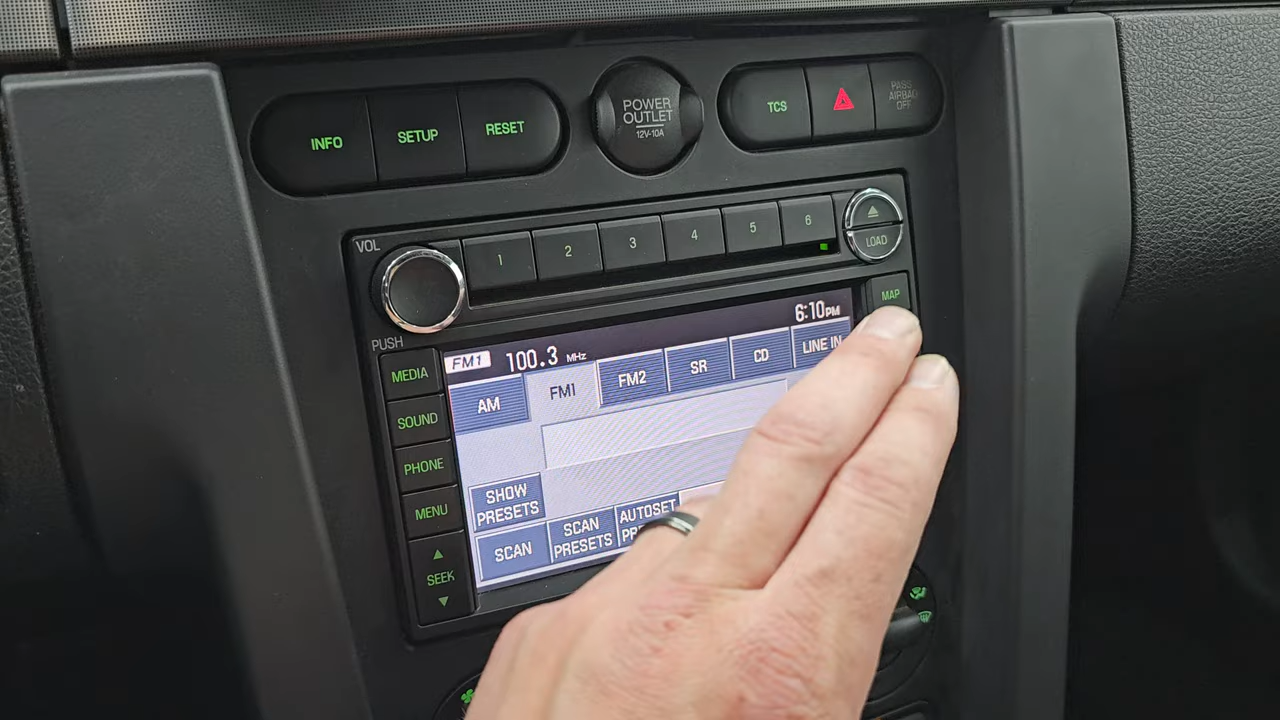 INFO
SETUP
RESET
POWER
OUTLET
12V-10A
TCS
PASS
AIRBAG
OFF
VOL
1
2
3
4
5
6
LOAD
MAP
PUSH
MEDIA
SOUND
PHONE
MENU
SEEK
FM1 100.3 MHz 6:10PM
AM
FM1
FM2
SR
CD
LINE IN
SHOW
PRESETS
SCAN
SCAN
PRESETS
AUTOSET